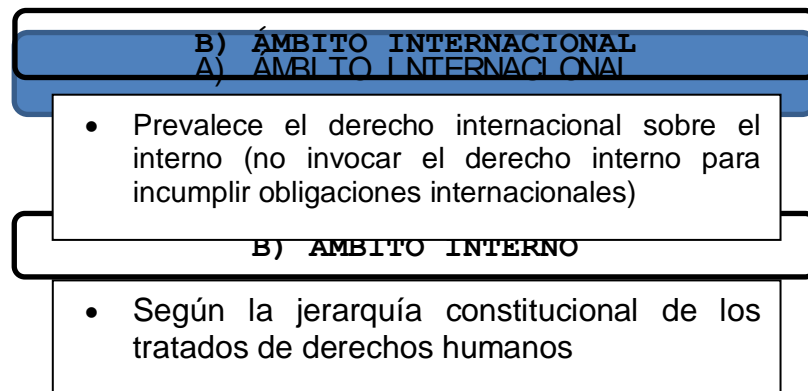 B) ÁMBITO INTERNACIONAL
A) ÁMBITO INTERNACIONAL
• Prevalece el derecho internacional sobre el
interno (no invocar el derecho interno para
incumplir obligaciones internacionales)
B) ÁMBITO INTERNO
• Según la jerarquía constitucional de los
tratados de derechos humanos